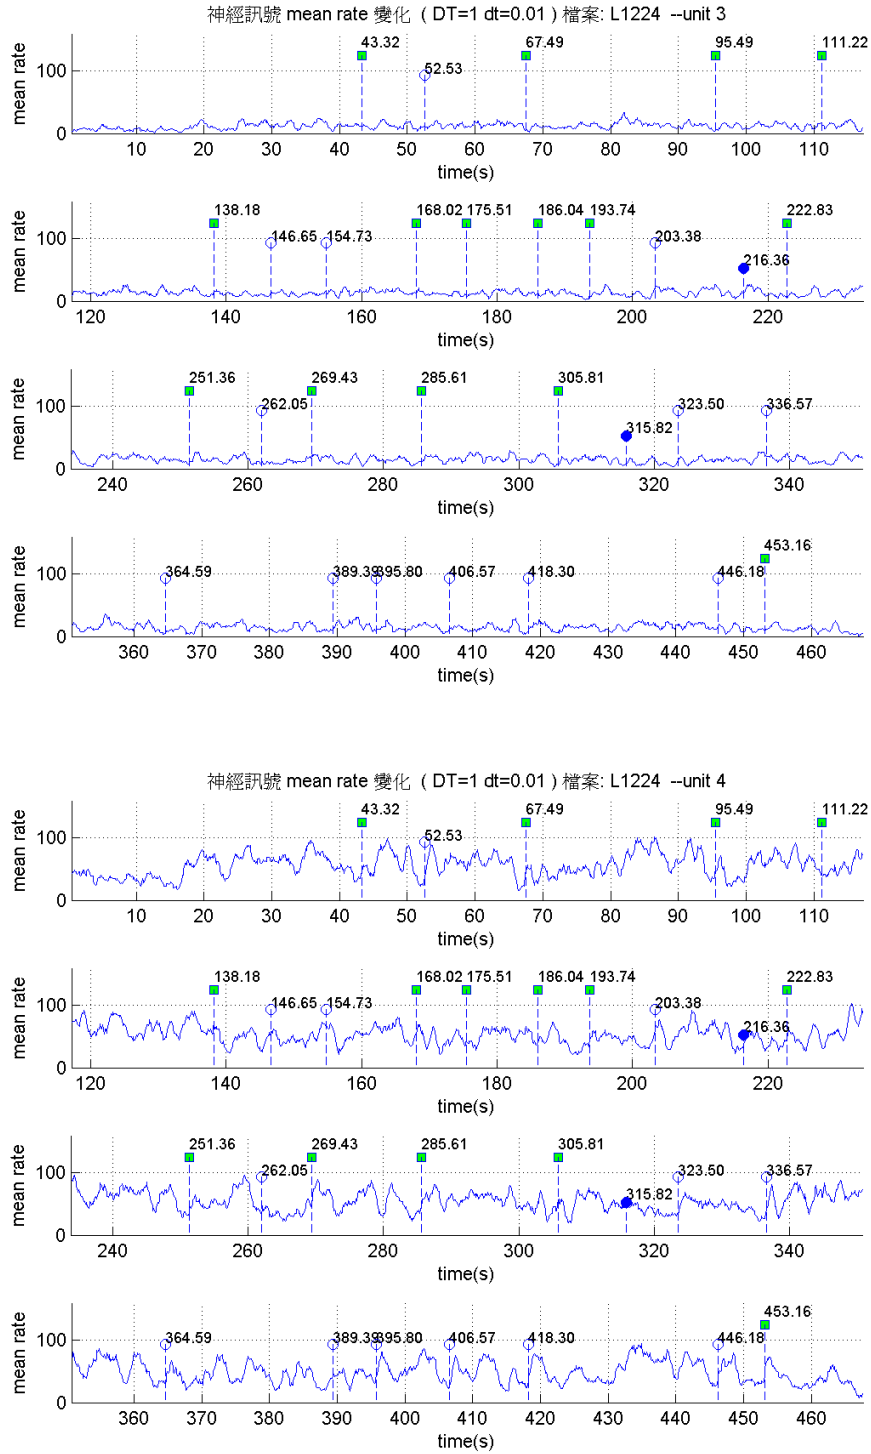 神經訊號 mean rate 變化 ( DT=1 dt=0.01 ) 檔案: L1224 --unit 3
43.32 67.49 95.49 111.22
52.53
100
0
mean rate
10 20 30 40 50 60 70 80 90 100 110
time(s)
138.18 168.02 175.51 186.04 193.74 222.83
146.65 154.73 203.38
216.36
100
0
mean rate
120 140 160 180 200 220
time(s)
251.36 269.43 285.61 305.81
262.05 323.50 336.57
315.82
100
0
mean rate
240 260 280 300 320 340
time(s)
453.16
364.59 389.39 395.80 406.57 418.30 446.18
100
0
mean rate
360 370 380 390 400 410 420 430 440 450 460
time(s)
神經訊號 mean rate 變化 ( DT=1 dt=0.01 ) 檔案: L1224 --unit 4
43.32 67.49 95.49 111.22
52.53
100
0
mean rate
10 20 30 40 50 60 70 80 90 100 110
time(s)
138.18 168.02 175.51 186.04 193.74 222.83
146.65 154.73 203.38
216.36
100
0
mean rate
120 140 160 180 200 220
time(s)
251.36 269.43 285.61 305.81
262.05 323.50 336.57
315.82
100
0
mean rate
240 260 280 300 320 340
time(s)
453.16
364.59 389.39 395.80 406.57 418.30 446.18
100
0
mean rate
360 370 380 390 400 410 420 430 440 450 460
time(s)